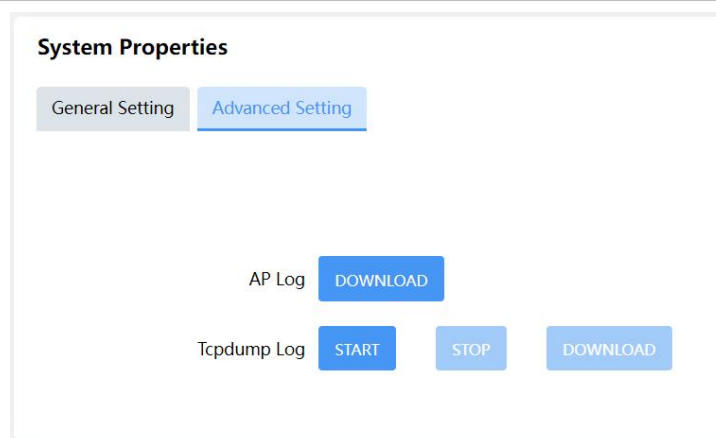 System Properties
General Setting Advanced Setting
AP Log DOWNLOAD
Tcpdump Log START STOP DOWNLOAD